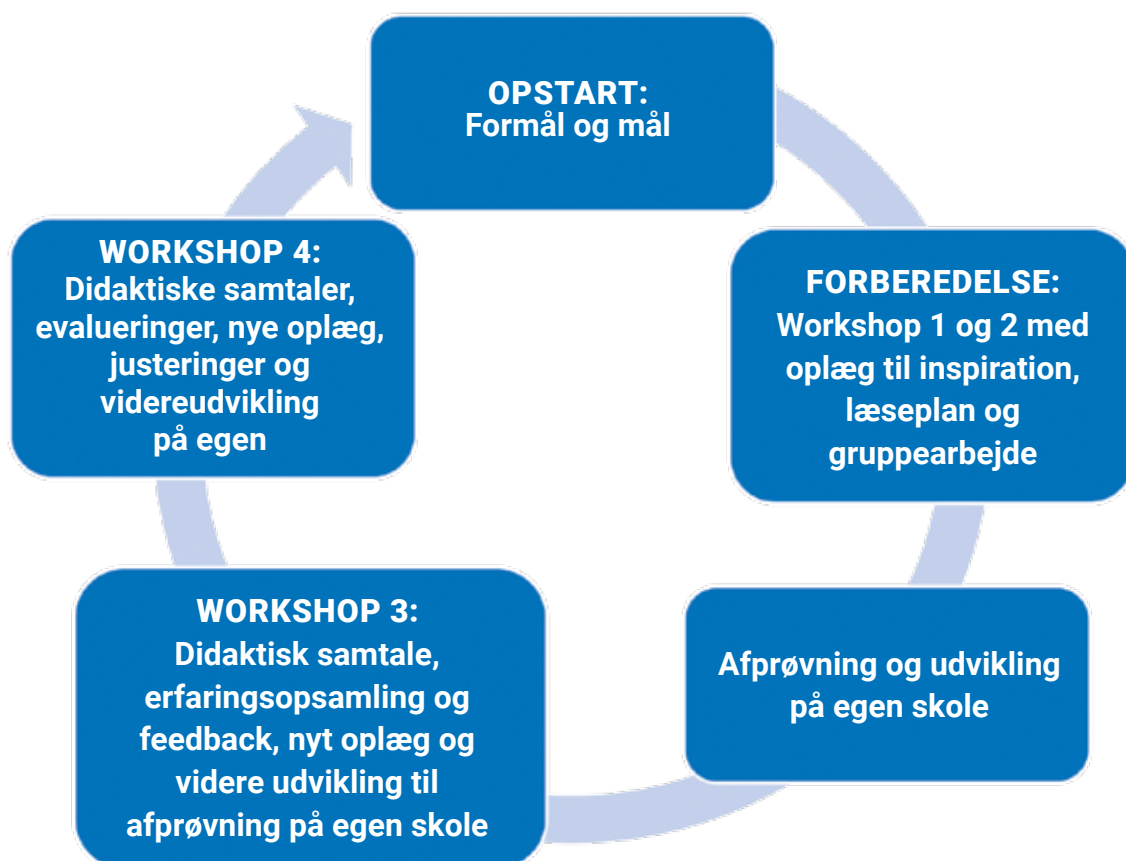 OPSTART:
Formål og mål
FORBEREDELSE:
Workshop 1 og 2 med
oplæg til inspiration,
læseplan og
gruppearbejde
Afprøvning og udvikling
på egen skole
WORKSHOP 3:
Didaktisk samtale,
erfaringsopsamling og
feedback, nyt oplæg og
videre udvikling til
afprøvning på egen skole
WORKSHOP 4:
Didaktiske samtaler,
evalueringer, nye oplæg,
justeringer og
videreudvikling
på egen